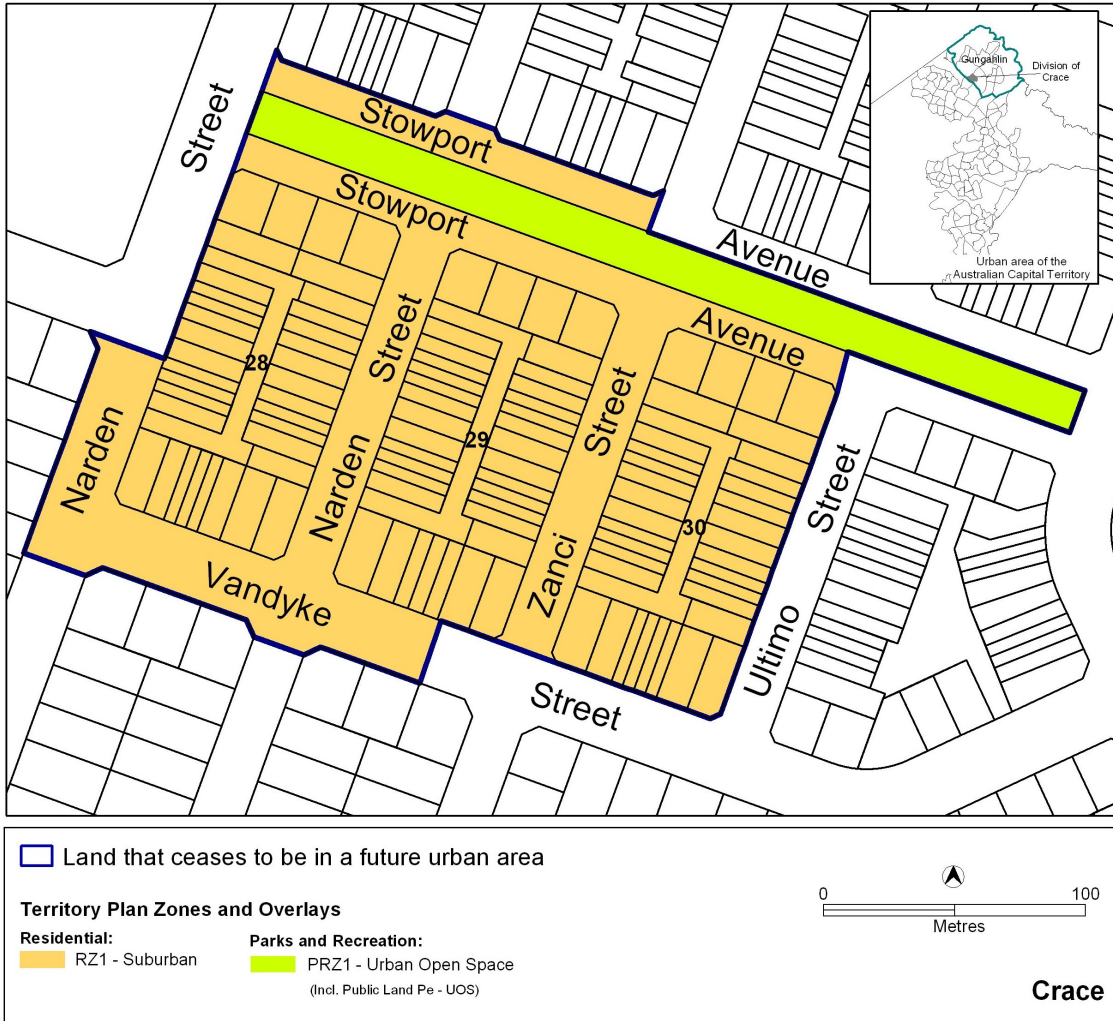 Gungahlin
Division of
Crace
Urban area of the
Australian Capital Territory
Street
Stowport
Stowport
Avenue
Avenue
28
Street
29
Street
30
Street
Narden
Narden
Zanci
Ultimo
Vandyke
Street
Land that ceases to be in a future urban area
Territory Plan Zones and Overlays
Residential:
RZ1 - Suburban
Parks and Recreation:
PRZ1 - Urban Open Space
(Incl. Public Land Pe - UOS)
0 100
Metres
Crace